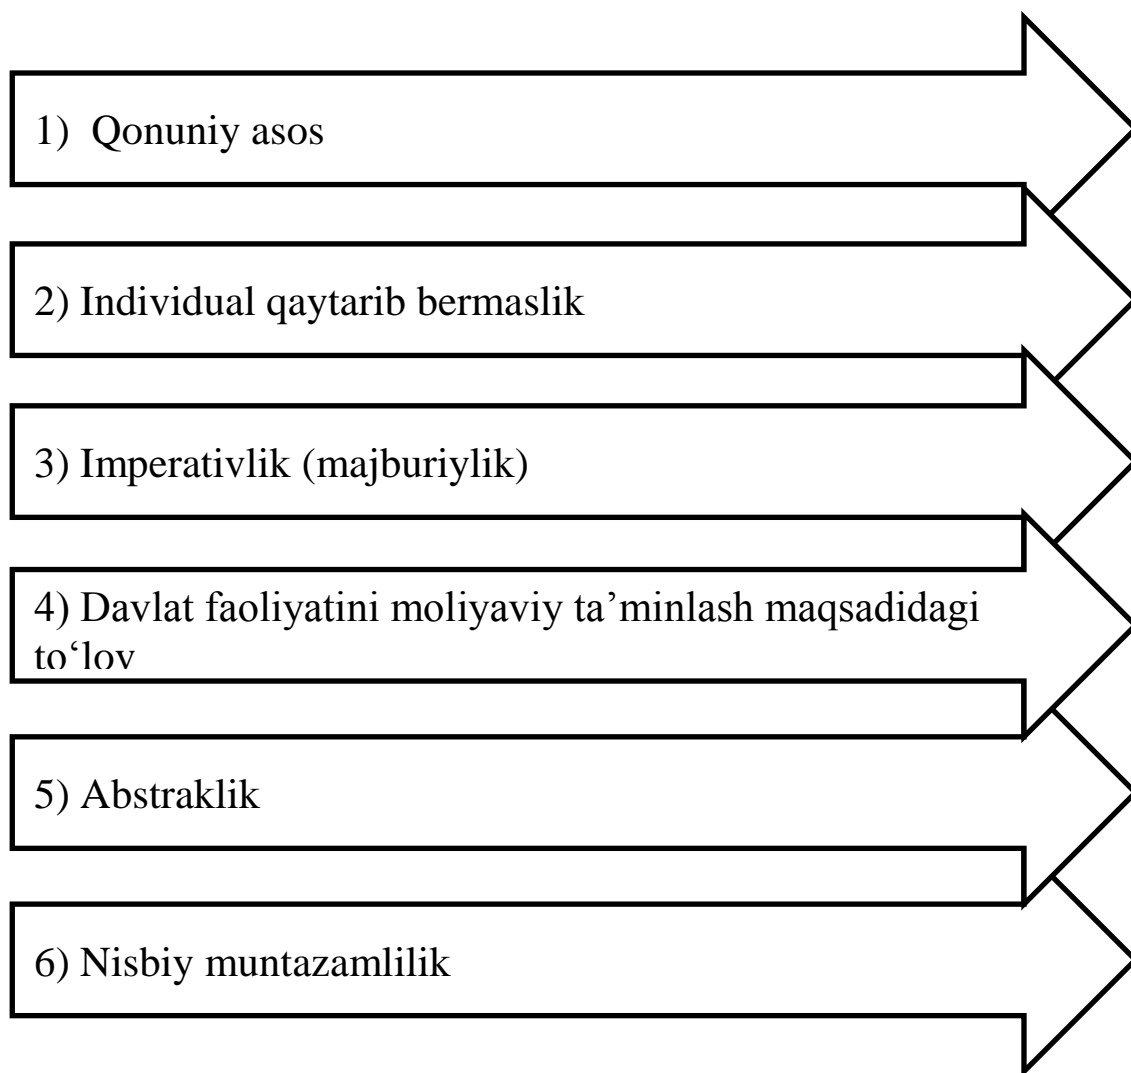 1) Qonuniy asos
2) Individual qaytarib bermaslik
3) Imperativlik (majburiylik)
4) Davlat faoliyatini moliyaviy ta’minlash maqsadidagi
to‘lov
5) Abstraklik
6) Nisbiy muntazamlilik